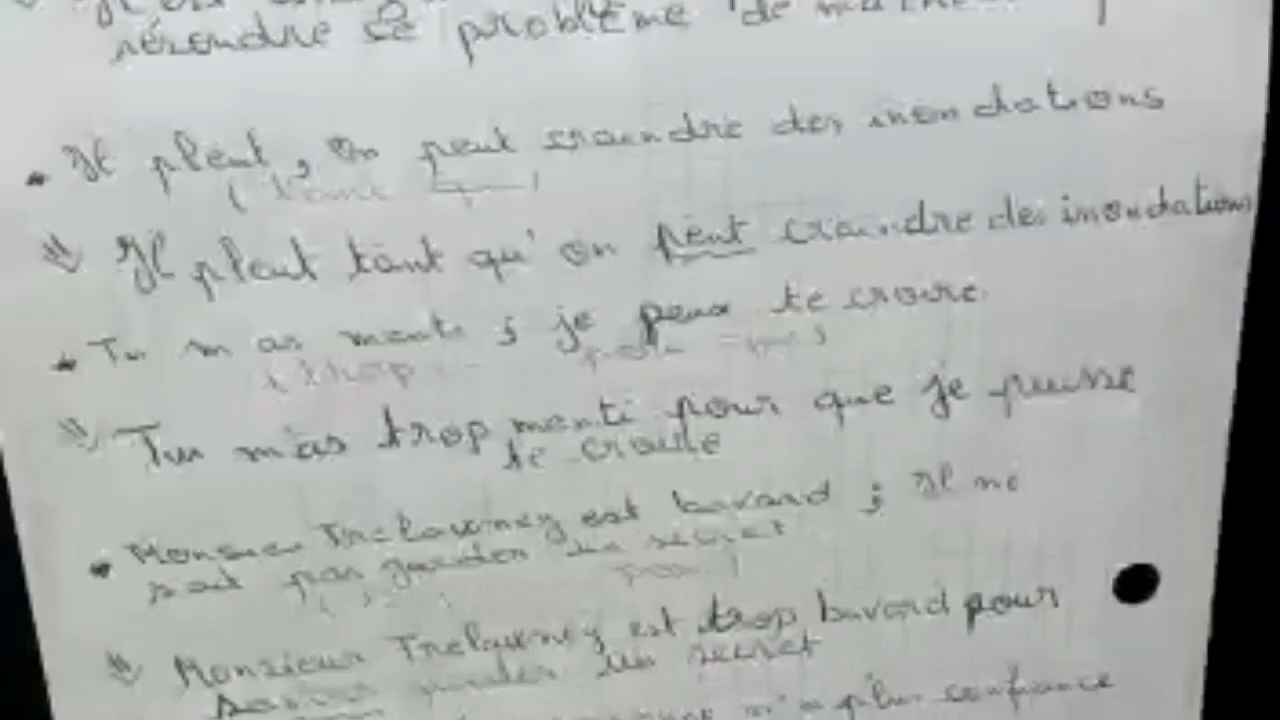 résoudre ce problème de
• Il pleut, on peut craindre des inondations
(tant qu')
⇒ Il pleut tant qu'on peut craindre des inondations
• Tu m'as menti ; je peux te croire.
(trop
⇒ Tu m'as trop menti pour que je puisse
te croire
• Monsieur Trelawney est bavard ; Il ne
sait pas garder un secret
⇒ Monsieur Trelawney est trop bavard pour
garder un secret
n'a plus confiance